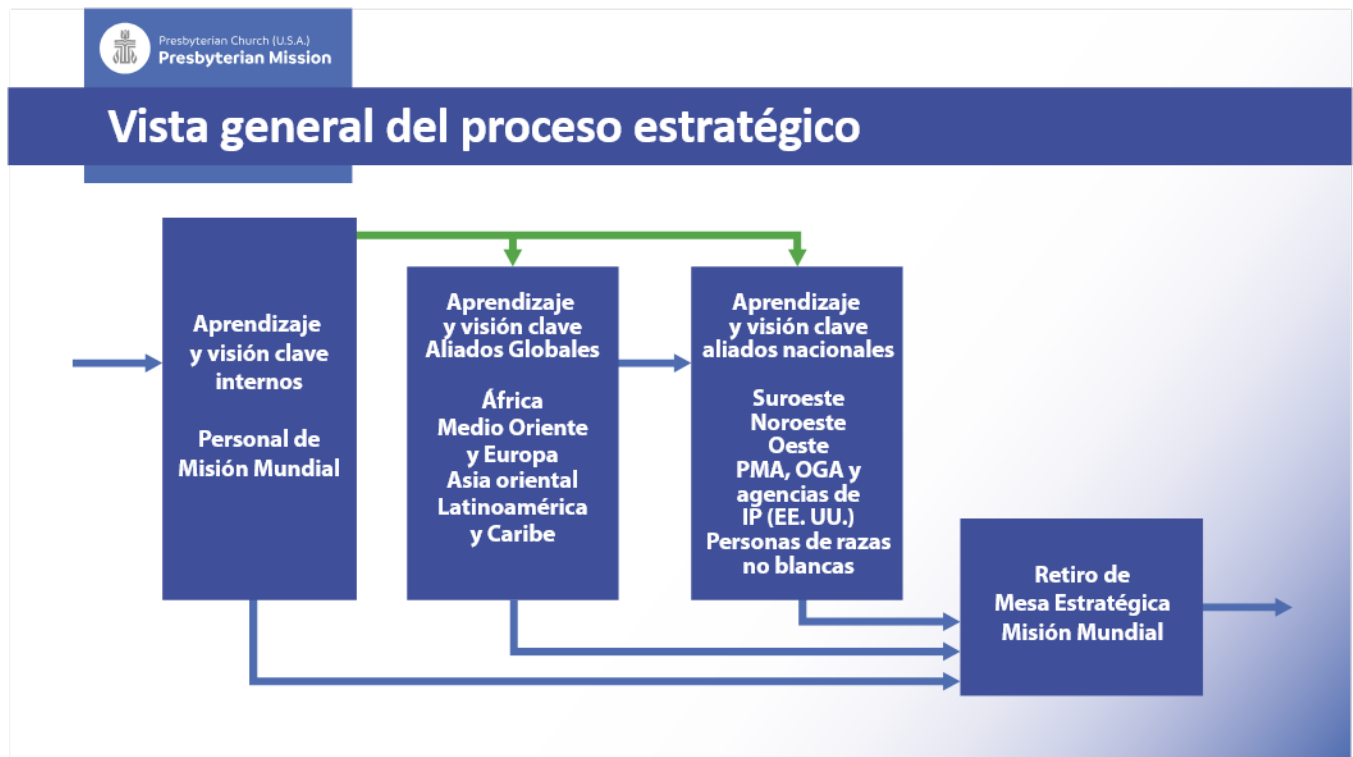 Presbyterian Church (U.S.A.)
Presbyterian Mission
Vista general del proceso estratégico
Aprendizaje
y visión clave
internos
Personal de
Misión Mundial
Aprendizaje
y visión clave
Aliados Globales
África
Medio Oriente
y Europa
Asia oriental
Latinoamérica
y Caribe
Aprendizaje
y visión clave
aliados nacionales
Suroeste
Noroeste
Oeste
PMA, OGA y
agencias de
IP (EE. UU.)
Personas de razas
no blancas
Retiro de
Mesa Estratégica
Misión Mundial